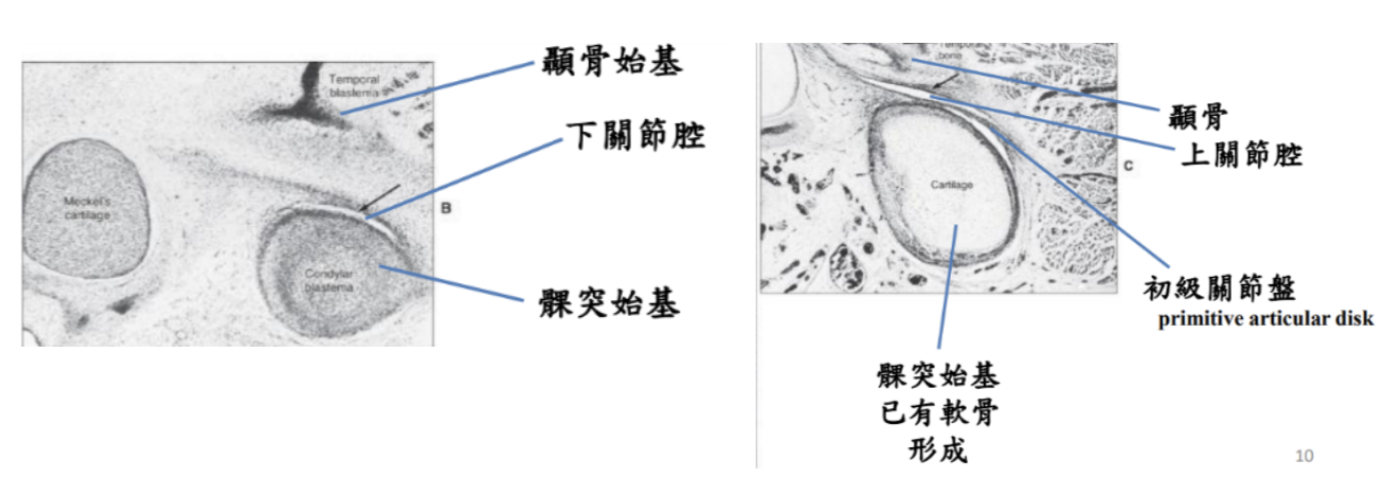 Temporal
blastema
顳骨始基
下關節腔
Meckel's
cartilage
B
Condylar
blastema
髁突始基
Temporal
bone
顳骨
上關節腔
C
Cartilage
初級關節盤
primitive articular disk
髁突始基
已有軟骨
形成
10